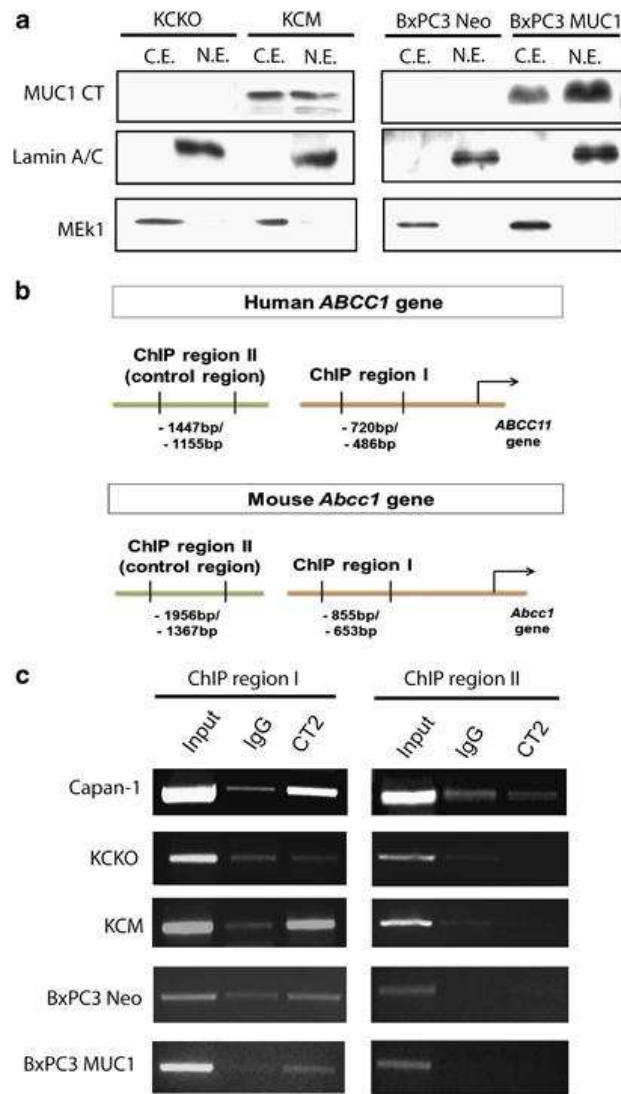 a
KCKO KCM BxPC3 Neo BxPC3 MUC1
C.E. N.E. C.E. N.E. C.E. N.E. C.E. N.E.
MUC1 CT
Lamin A/C
MEk1
b
Human ABCC1 gene
ChIP region II
(control region)
ChIP region I
- 1447bp/
- 1155bp
- 720bp/
- 486bp
ABCC11
gene
Mouse Abcc1 gene
ChIP region II
(control region)
ChIP region I
- 1956bp/
- 1367bp
- 855bp/
- 653bp
Abcc1
gene
c
ChIP region I ChIP region II
Input IgG CT2 Input IgG CT2
Capan-1
KCKO
KCM
BxPC3 Neo
BxPC3 MUC1